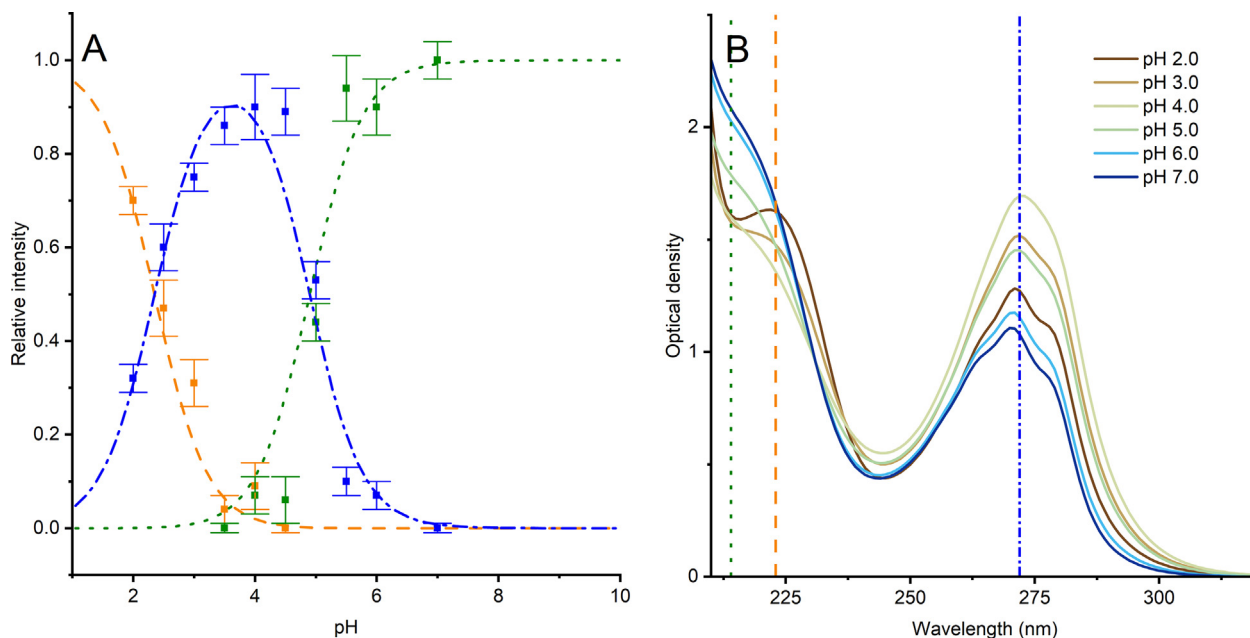 A
1.0
0.8
0.6
0.4
0.2
0.0
Relative intensity
2
4
6
8
10
pH
B
pH 2.0
pH 3.0
pH 4.0
pH 5.0
pH 6.0
pH 7.0
2
1
0
Optical density
225
250
275
300
Wavelength (nm)